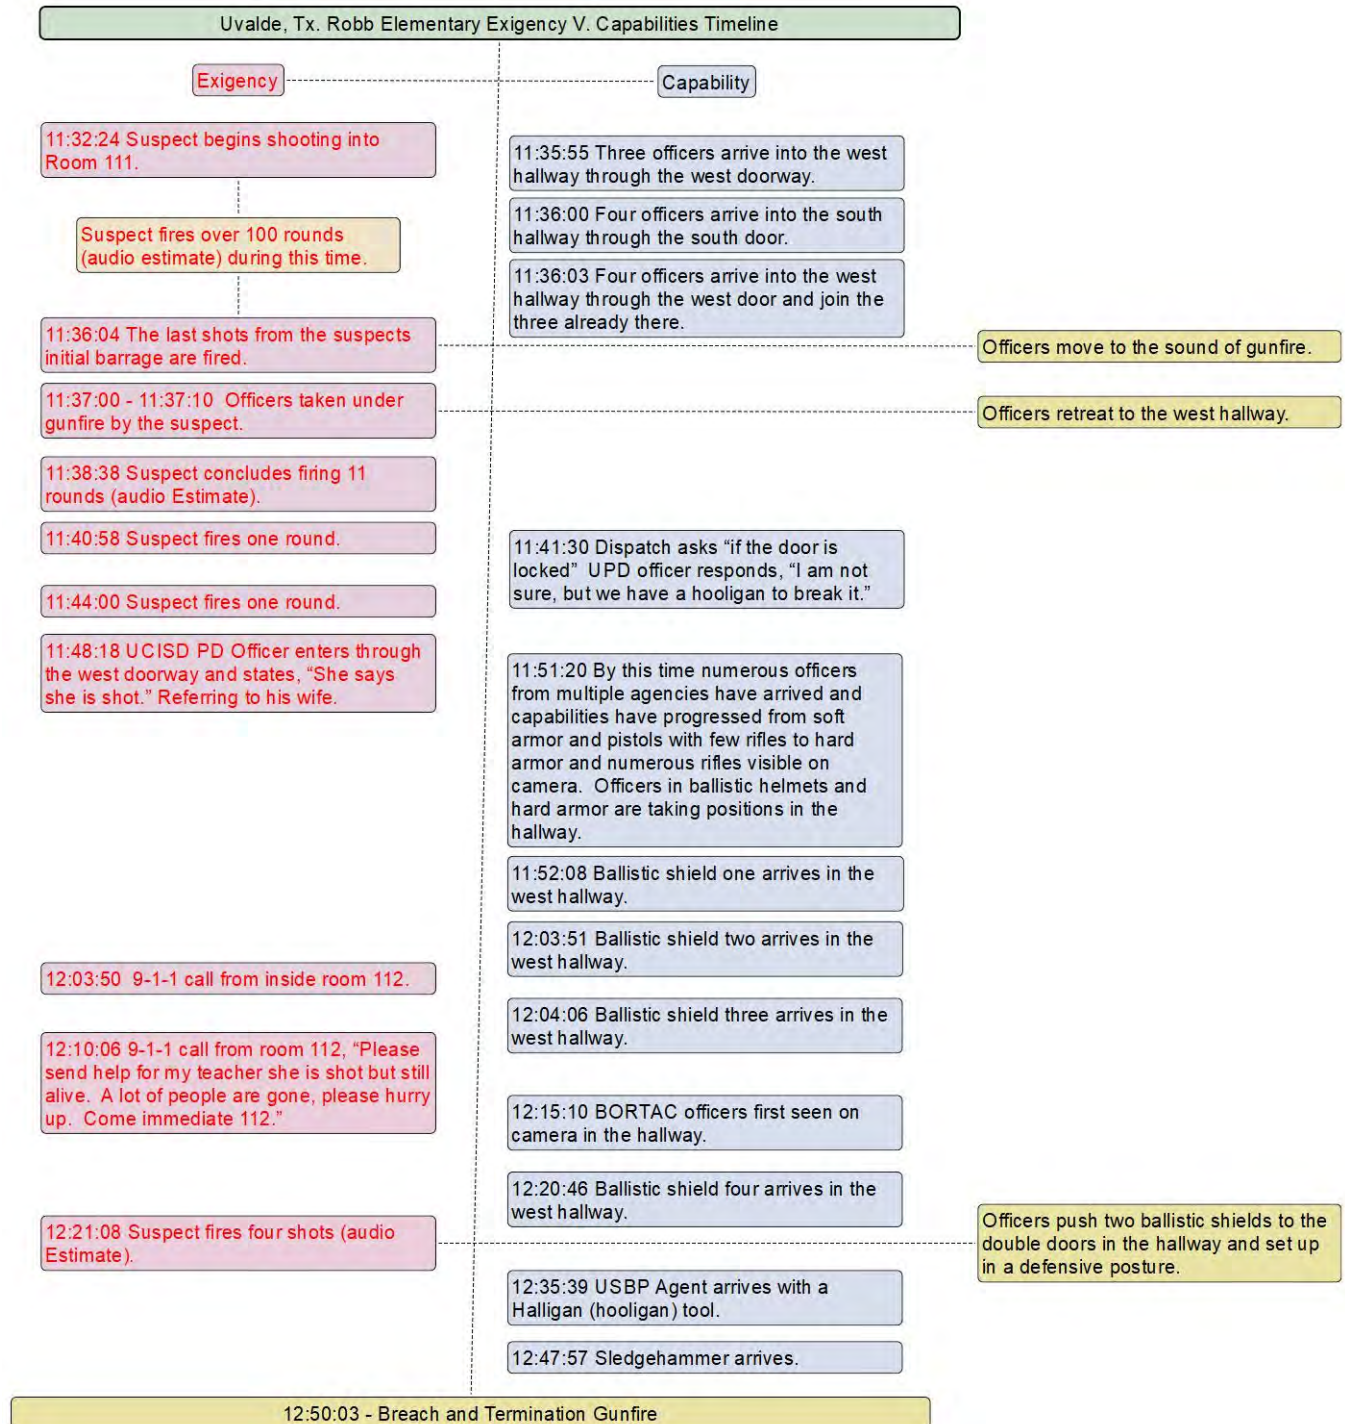 Uvalde, Tx. Robb Elementary Exigency V. Capabilities Timeline
Exigency
Capability
11:32:24 Suspect begins shooting into
Room 111.
11:35:55 Three officers arrive into the west
hallway through the west doorway.
11:36:00 Four officers arrive into the south
hallway through the south door.
Suspect fires over 100 rounds
(audio estimate) during this time.
11:36:03 Four officers arrive into the west
hallway through the west door and join the
three already there.
11:36:04 The last shots from the suspects
initial barrage are fired.
Officers move to the sound of gunfire.
11:37:00 - 11:37:10 Officers taken under
gunfire by the suspect.
Officers retreat to the west hallway.
11:38:38 Suspect concludes firing 11
rounds (audio Estimate).
11:40:58 Suspect fires one round.
11:41:30 Dispatch asks “if the door is
locked” UPD officer responds, “I am not
sure, but we have a hooligan to break it.”
11:44:00 Suspect fires one round.
11:48:18 UCISD PD Officer enters through
the west doorway and states, “She says
she is shot.” Referring to his wife.
11:51:20 By this time numerous officers
from multiple agencies have arrived and
capabilities have progressed from soft
armor and pistols with few rifles to hard
armor and numerous rifles visible on
camera. Officers in ballistic helmets and
hard armor are taking positions in the
hallway.
11:52:08 Ballistic shield one arrives in the
west hallway.
12:03:51 Ballistic shield two arrives in the
west hallway.
12:03:50 9-1-1 call from inside room 112.
12:04:06 Ballistic shield three arrives in the
west hallway.
12:10:06 9-1-1 call from room 112, “Please
send help for my teacher she is shot but still
alive. A lot of people are gone, please hurry
up. Come immediate 112.”
12:15:10 BORTAC officers first seen on
camera in the hallway.
12:20:46 Ballistic shield four arrives in the
west hallway.
12:21:08 Suspect fires four shots (audio
Estimate).
Officers push two ballistic shields to the
double doors in the hallway and set up
in a defensive posture.
12:35:39 USBP Agent arrives with a
Halligan (hooligan) tool.
12:47:57 Sledgehammer arrives.
12:50:03 - Breach and Termination Gunfire